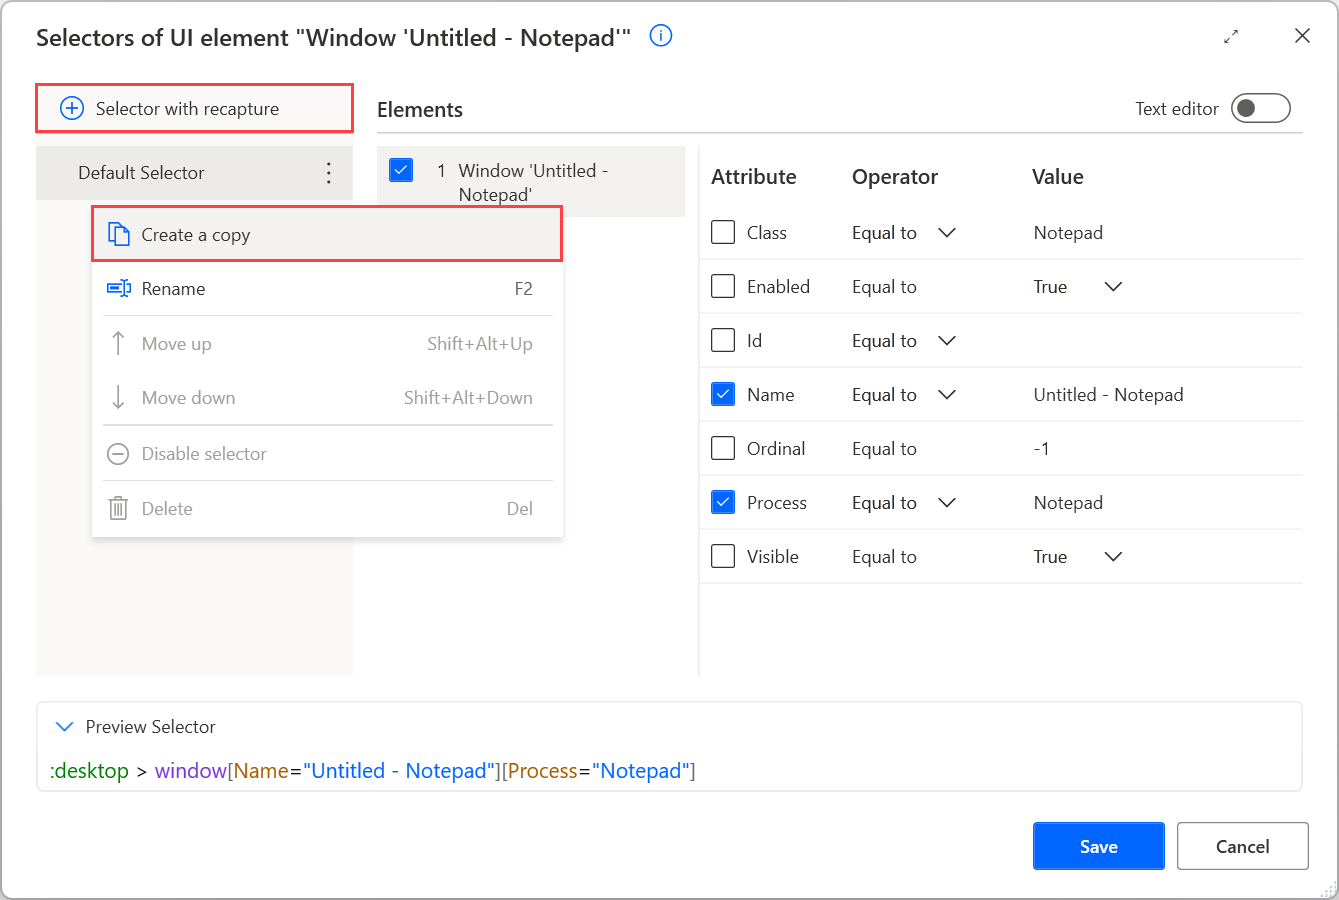 Selectors of UI element "Window 'Untitled - Notepad'"
Selector with recapture
Elements
Text editor
Default Selector
1 Window 'Untitled -
Notepad'
Create a copy
Rename F2
Move up Shift+Alt+Up
Move down Shift+Alt+Down
Disable selector
Delete Del
Attribute Operator Value
Class Equal to Notepad
Enabled Equal to True
Id Equal to
Name Equal to Untitled - Notepad
Ordinal Equal to -1
Process Equal to Notepad
Visible Equal to True
Preview Selector
:desktop > window[Name="Untitled - Notepad"][Process="Notepad"]
Save Cancel